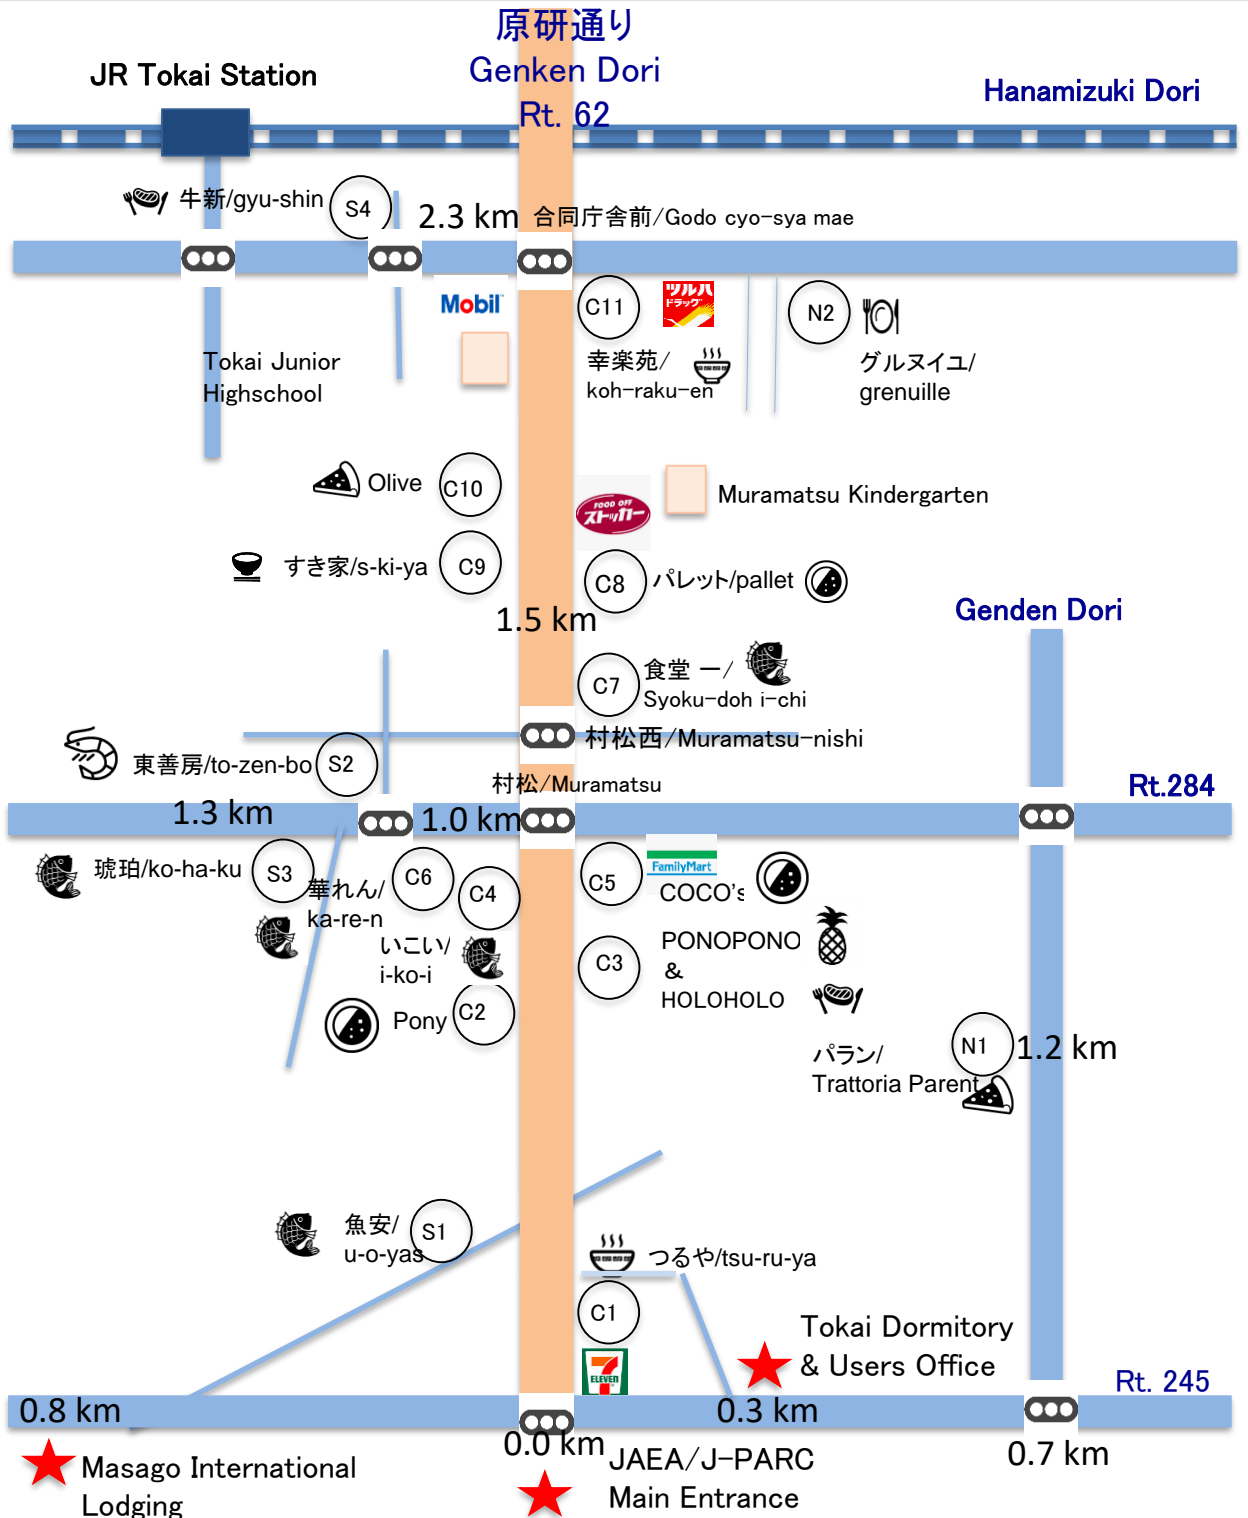 原研通り
Genken Dori
Rt. 62
JR Tokai Station
Hanamizuki Dori
牛新/gyu-shin
S4
2.3 km
合同庁舎前/Godo cyo-sya mae
Mobil
C11
ツルハ
ドラッグ
N2
Tokai Junior
Highschool
幸楽苑/
koh-raku-en
グルヌイユ/
grenuille
Olive
C10
FOOD OFF
ストッカー
Muramatsu Kindergarten
すき家/s-ki-ya
C9
C8
パレット/pallet
1.5 km
Genden Dori
C7
食堂 一/
Syoku-doh i-chi
村松西/Muramatsu-nishi
東善房/to-zen-bo
S2
村松/Muramatsu
Rt.284
1.3 km
1.0 km
琥珀/ko-ha-ku
S3
華れん/
ka-re-n
C6
C4
C5
FamilyMart
COCO's
いこい/
i-ko-i
C3
PONOPONO
&
HOLOHOLO
Pony
C2
パラン/
Trattoria Parent
N1
1.2 km
魚安/
u-o-yas
S1
つるや/tsu-ru-ya
C1
7
ELEVEN
Tokai Dormitory
& Users Office
Rt. 245
0.8 km
0.3 km
0.0 km
0.7 km
Masago International
Lodging
JAEA/J-PARC
Main Entrance